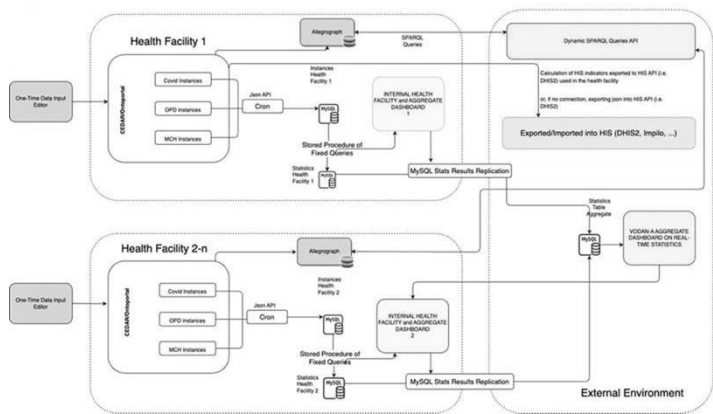 Health Facility 1
Allegrograph
SPARQL
Queries
Dynamic SPARQL Queries API
Instances
Health
Facility 1
Calculation of HIS indicators exported to HIS API (i.e.
DHIS2) used in the health facility
or, if no connection, exporting json into HIS API (i.e.
DHIS2)
Exported/Imported into HIS (DHIS2, Impilo, ...)
One-Time Data Input
Editor
CEDAR/Ontoportal
Covid Instances
OPD Instances
MCH Instances
Json API
Cron
MySQL
INTERNAL HEALTH
FACILITY and AGGREGATE
DASHBOARD
1
Stored Procedure of
Fixed Queries
Statistics
Health
Facility 1
MySQL
MySQL Stats Results Replication
Statistics
Table
Aggregate
MySQL
VODAN-A AGGREGATE
DASHBOARD ON REAL-
TIME STATISTICS
Health Facility 2-n
Allegrograph
Instances
Health
Facility 2
One-Time Data Input
Editor
CEDAR/Ontoportal
Covid Instances
OPD Instances
MCH Instances
Json API
Cron
MySQL
INTERNAL HEALTH
FACILITY and AGGREGATE
DASHBOARD
2
Stored Procedure of
Fixed Queries
Statistics
Health
Facility 2
MySQL
MySQL Stats Results Replication
External Environment